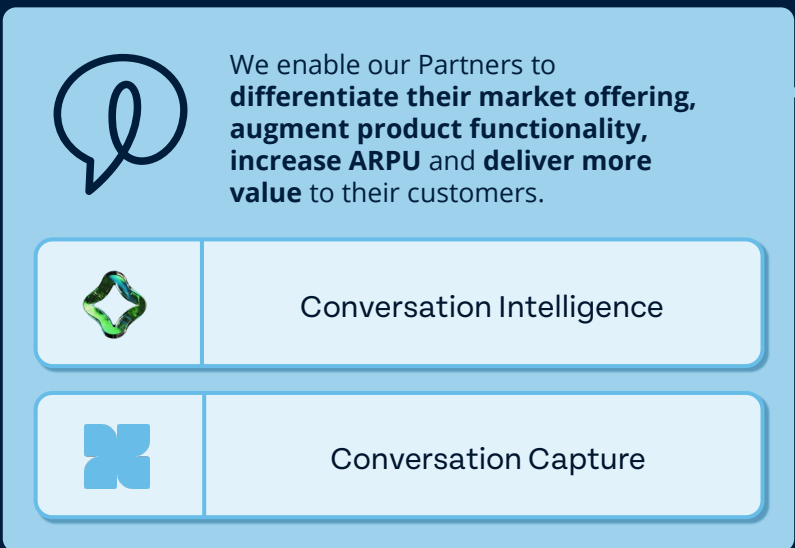 We enable our Partners to
differentiate their market offering,
augment product functionality,
increase ARPU and deliver more
value to their customers.
Conversation Intelligence
Conversation Capture